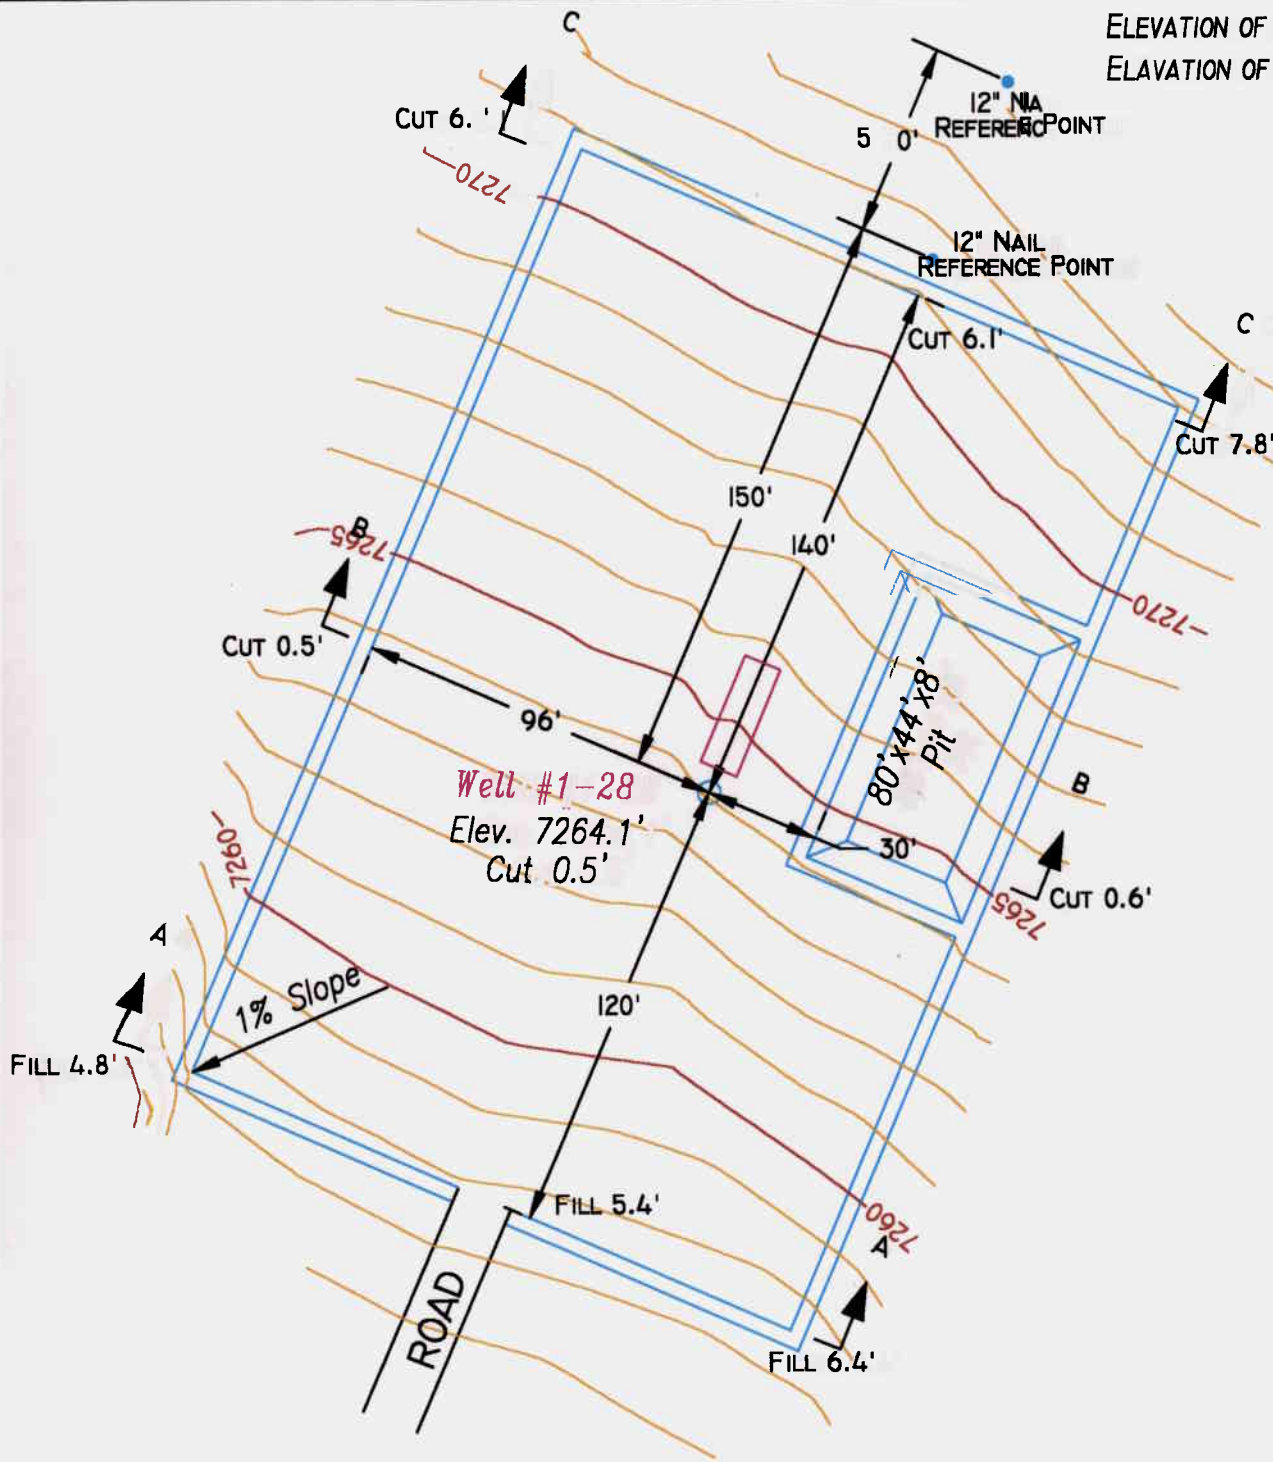 ELEVATION OF
ELAVATION OF
C
12" NAI
REFERENCE POINT
CUT 6. '
5 0'
7270
12" NAIL
REFERENCE POINT
CUT 6.1'
C
CUT 7.8'
150'
140'
B
7265
7270
CUT 0.5'
80'x44'x8'
Pit
96'
Well #1-28
Elev. 7264.1'
Cut 0.5'
B
30'
CUT 0.6'
7265
7260
A
1% Slope
120'
FILL 4.8'
FILL 5.4'
7260
A
ROAD
FILL 6.4'